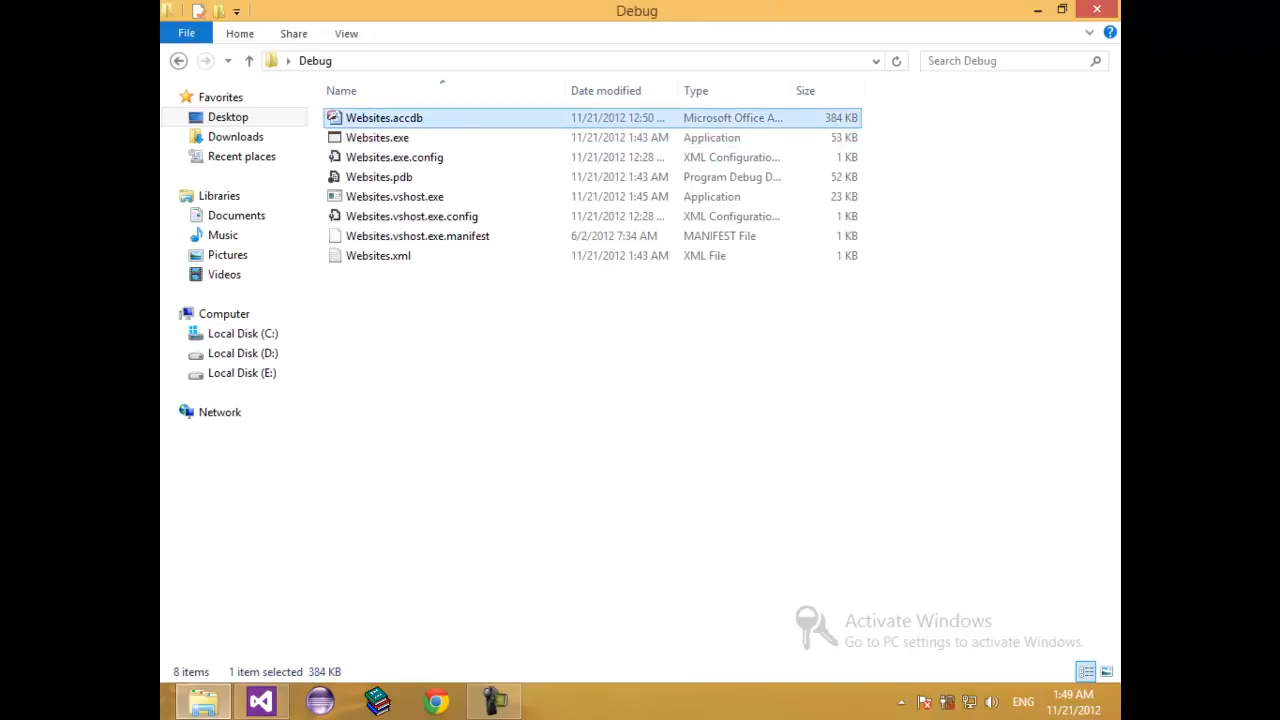 Debug
File Home Share View
Debug
Search Debug
Name Date modified Type Size
Favorites
Desktop
Downloads
Recent places
Libraries
Documents
Music
Pictures
Videos
Computer
Local Disk (C:)
Local Disk (D:)
Local Disk (E:)
Network
Websites.accdb 11/21/2012 12:50 ... Microsoft Office A... 384 KB
Websites.exe 11/21/2012 1:43 AM Application 53 KB
Websites.exe.config 11/21/2012 12:28 ... XML Configuratio... 1 KB
Websites.pdb 11/21/2012 1:43 AM Program Debug D... 52 KB
Websites.vshost.exe 11/21/2012 1:45 AM Application 23 KB
Websites.vshost.exe.config 11/21/2012 12:28 ... XML Configuratio... 1 KB
Websites.vshost.exe.manifest 6/2/2012 7:34 AM MANIFEST File 1 KB
Websites.xml 11/21/2012 1:43 AM XML File 1 KB
Activate Windows
Go to PC settings to activate Windows.
8 items 1 item selected 384 KB
ENG
1:49 AM
11/21/2012